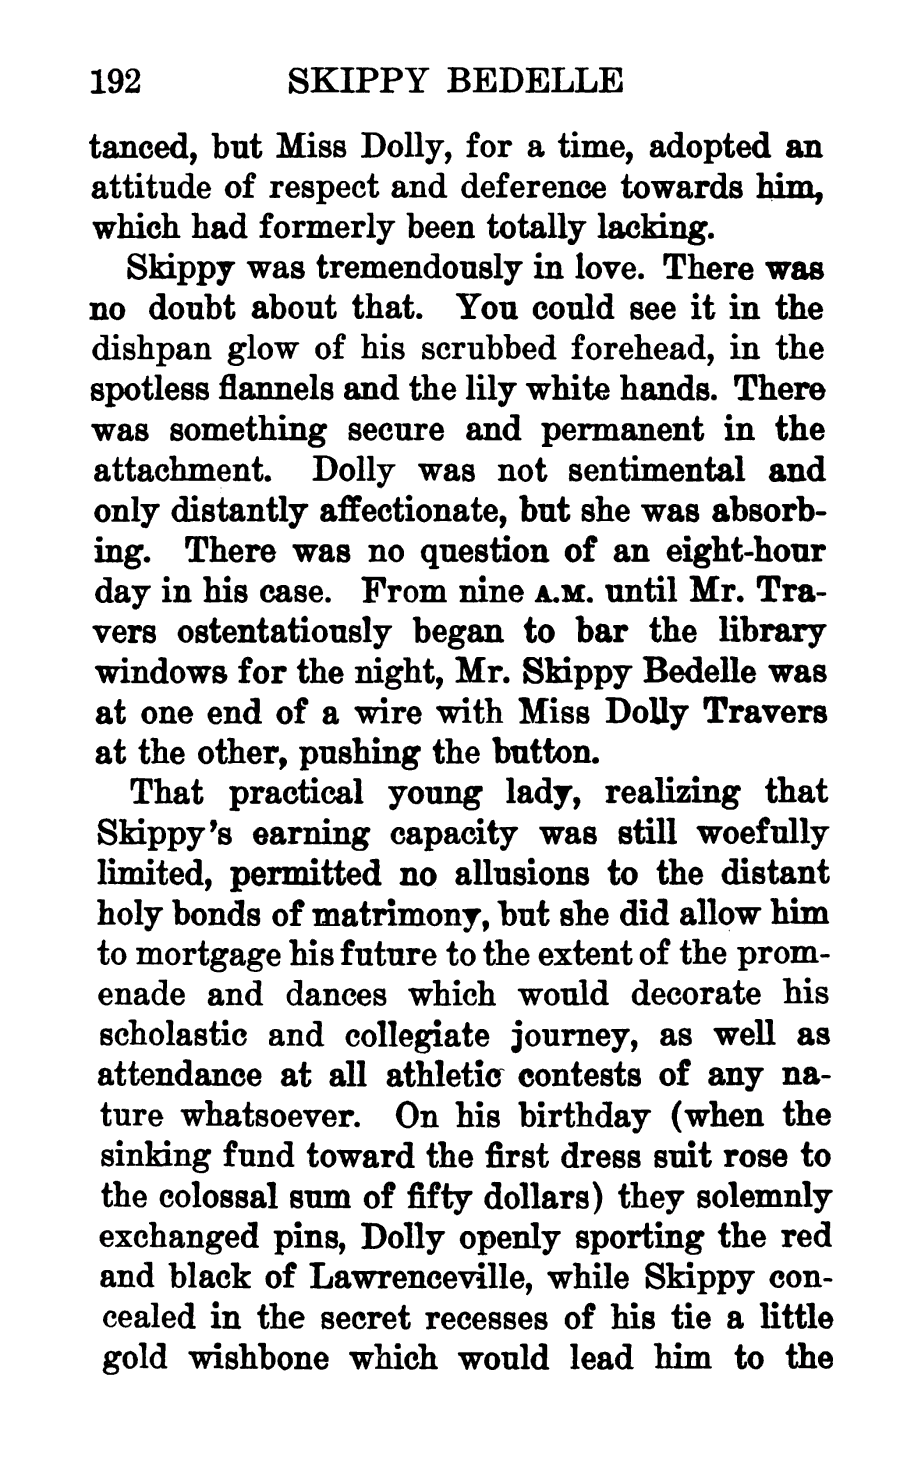 192 SKIPPY BEDELLE
tanced, but Miss Dolly, for a time, adopted an
attitude of respect and deference towards him,
which had formerly been totally lacking.
Skippy was tremendously in love. There was
no doubt about that. You could see it in the
dishpan glow of his scrubbed forehead, in the
spotless flannels and the lily white hands. There
was something secure and permanent in the
attachment. Dolly was not sentimental and
only distantly affectionate, but she was absorb-
ing. There was no question of an eight-hour
day in his case. From nine A.M. until Mr. Tra-
vers ostentatiously began to bar the library
windows for the night, Mr. Skippy Bedelle was
at one end of a wire with Miss Dolly Travers
at the other, pushing the button.
That practical young lady, realizing that
Skippy's earning capacity was still woefully
limited, permitted no allusions to the distant
holy bonds of matrimony, but she did allow him
to mortgage his future to the extent of the prom-
enade and dances which would decorate his
scholastic and collegiate journey, as well as
attendance at all athletic contests of any na-
ture whatsoever. On his birthday (when the
sinking fund toward the first dress suit rose to
the colossal sum of fifty dollars) they solemnly
exchanged pins, Dolly openly sporting the red
and black of Lawrenceville, while Skippy con-
cealed in the secret recesses of his tie a little
gold wishbone which would lead him to the